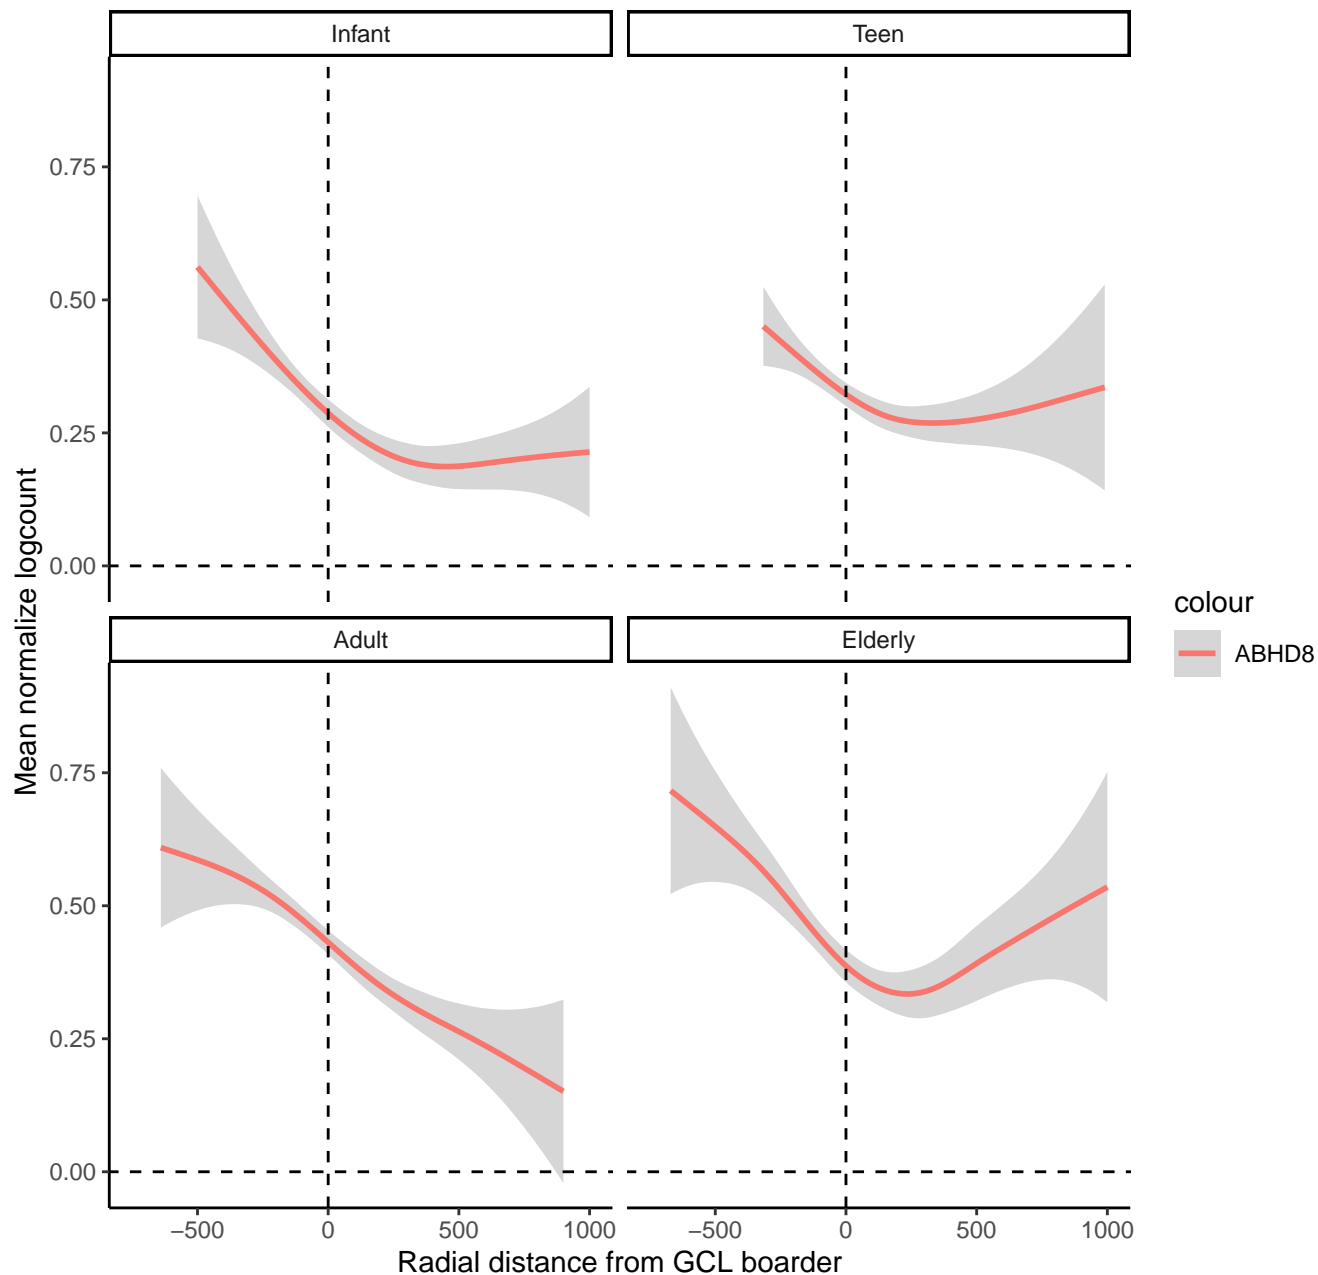 Infant
Teen
0.75
0.50
0.25
0.00
Adult
Elderly
0.75
0.50
0.25
0.00
−500
0
500
1000
−500
0
500
1000
Radial distance from GCL boarder
Mean normalize logcount
colour
ABHD8